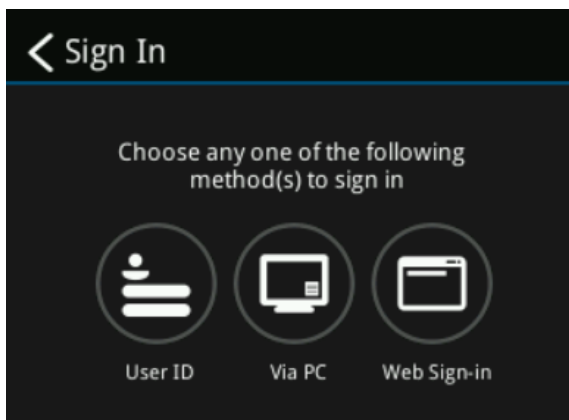 Sign In
Choose any one of the following
method(s) to sign in
User ID
Via PC
Web Sign-in